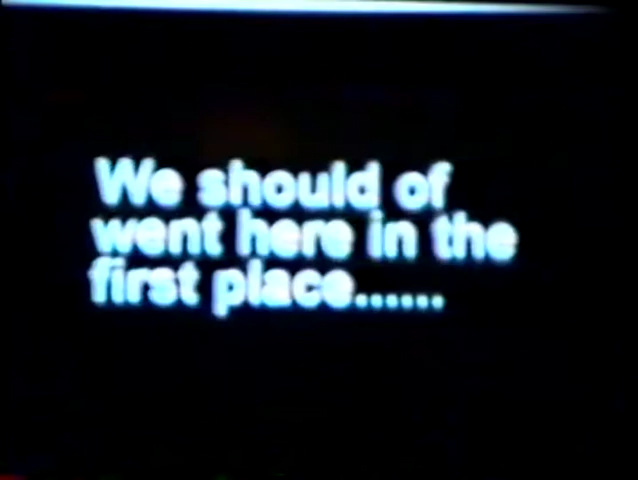 We should of
went here in the
first place......